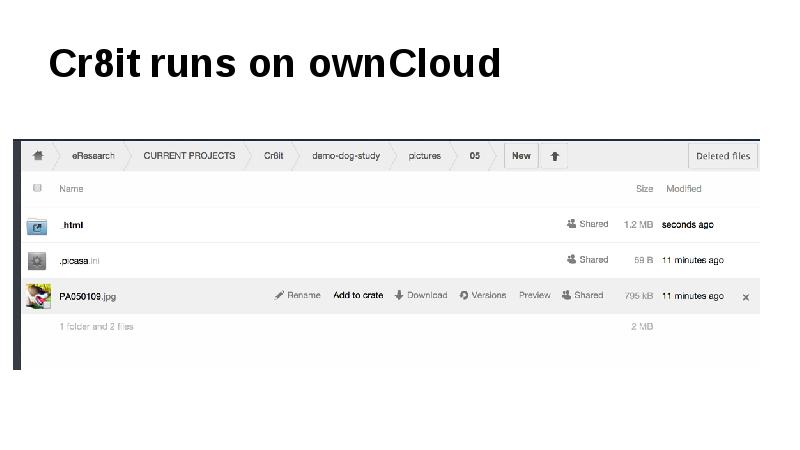 Cr8it runs on ownCloud
eResearch CURRENT PROJECTS Cr8it demo-dog-study pictures 05 New Deleted files
Name Size Modified
_html Shared 1.2 MB seconds ago
.picasa.ini Shared 59 B 11 minutes ago
PA050109.jpg Rename Add to crate Download Versions Preview Shared 795 kB 11 minutes ago ×
1 folder and 2 files 2 MB